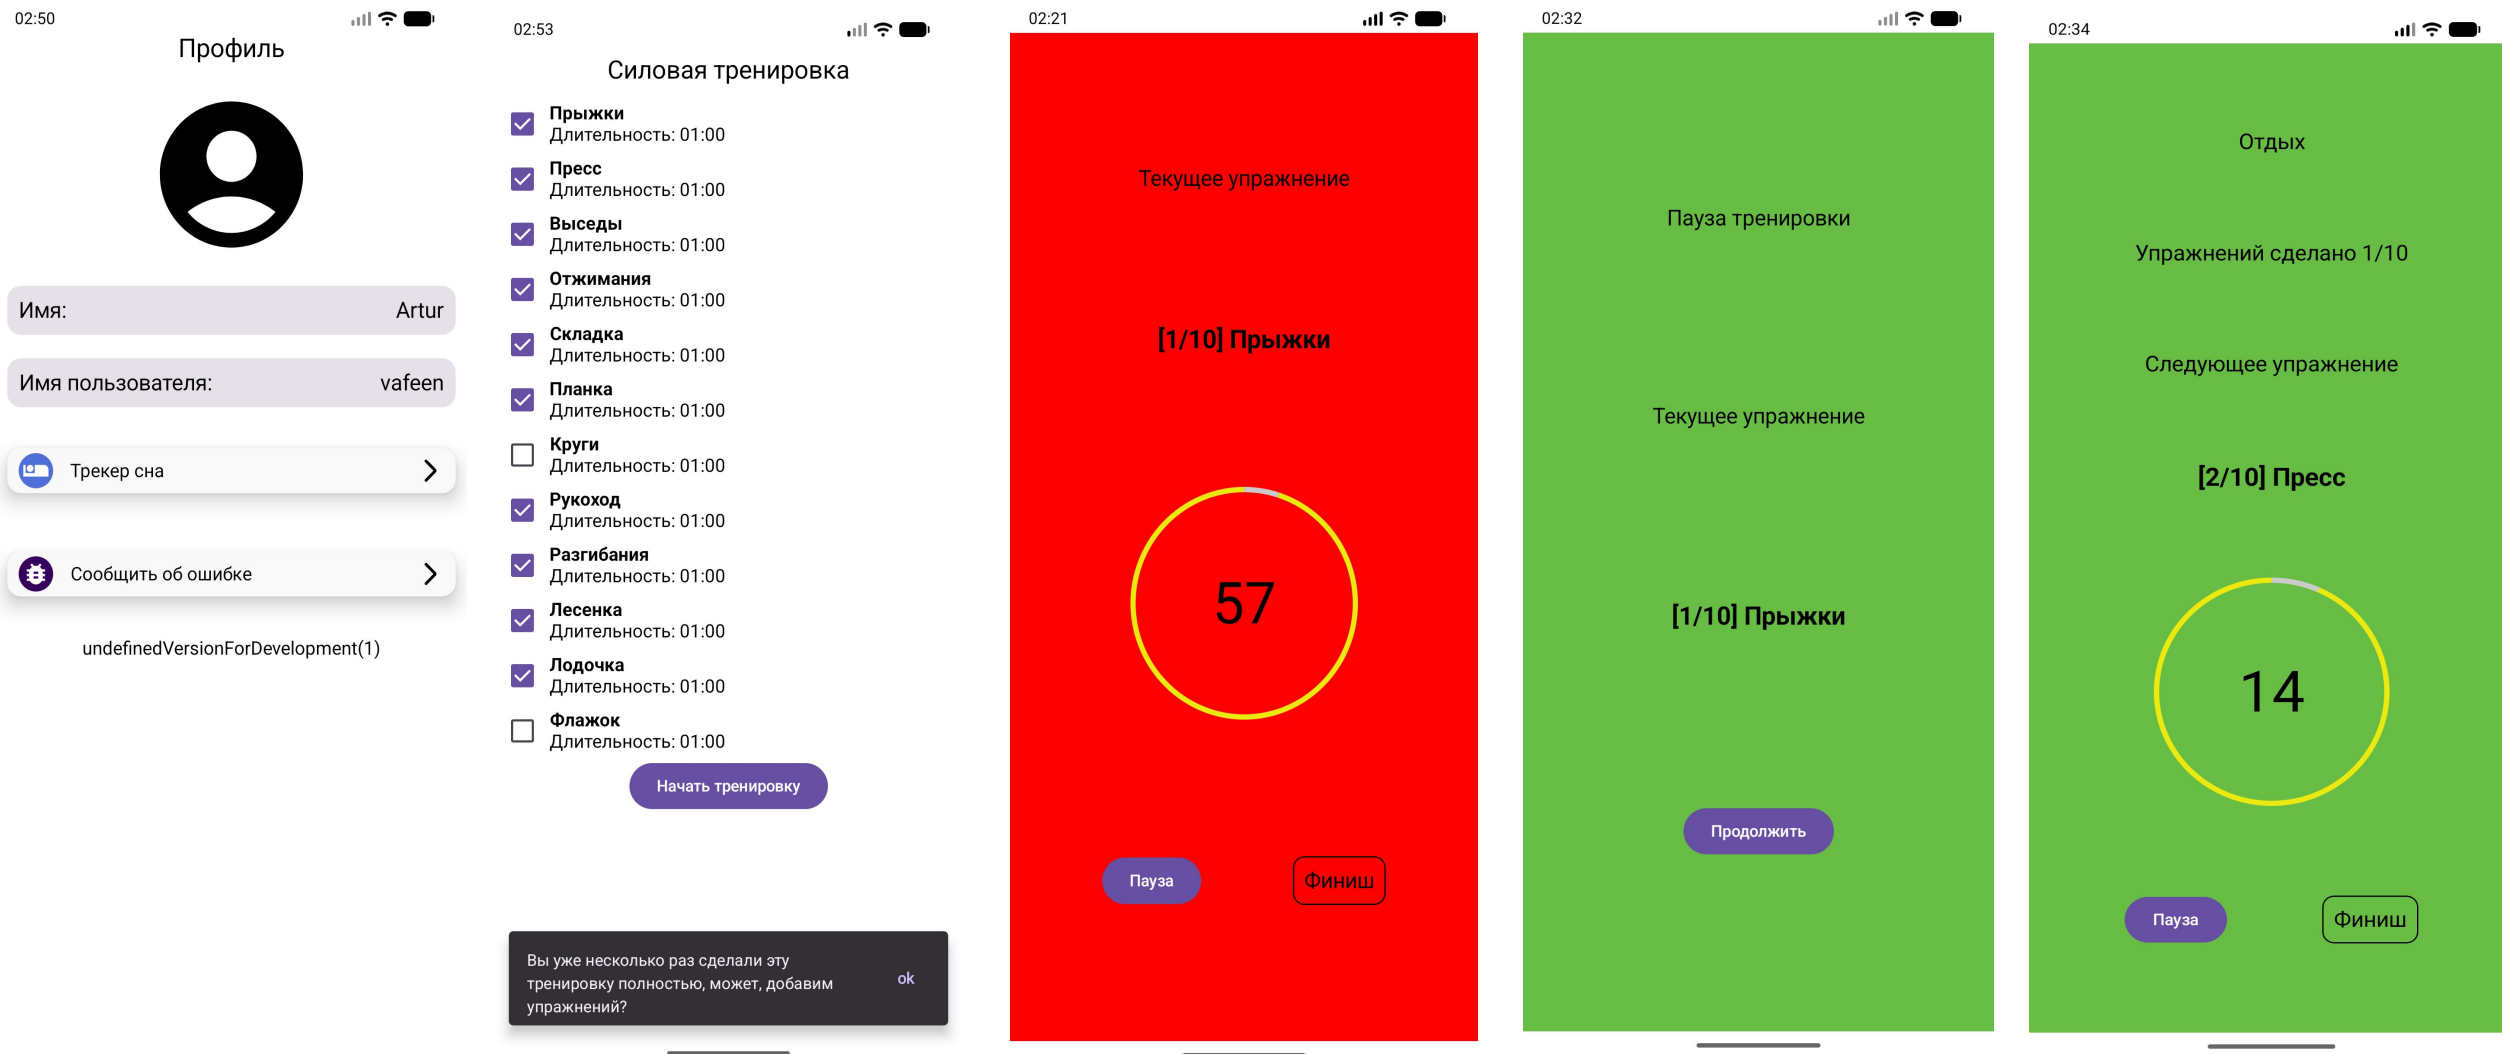 02:50
Профиль
Имя: Artur
Имя пользователя: vafeen
Трекер сна
Сообщить об ошибке
undefinedVersionForDevelopment(1)
02:53
Силовая тренировка
Прыжки
Длительность: 01:00
Пресс
Длительность: 01:00
Выседы
Длительность: 01:00
Отжимания
Длительность: 01:00
Складка
Длительность: 01:00
Планка
Длительность: 01:00
Круги
Длительность: 01:00
Рукоход
Длительность: 01:00
Разгибания
Длительность: 01:00
Лесенка
Длительность: 01:00
Лодочка
Длительность: 01:00
Флажок
Длительность: 01:00
Начать тренировку
Вы уже несколько раз сделали эту
тренировку полностью, может, добавим
упражнений?
ok
02:21
Текущее упражнение
[1/10] Прыжки
57
Пауза
Финиш
02:32
Пауза тренировки
Текущее упражнение
[1/10] Прыжки
Продолжить
02:34
Отдых
Упражнений сделано 1/10
Следующее упражнение
[2/10] Пресс
14
Пауза
Финиш